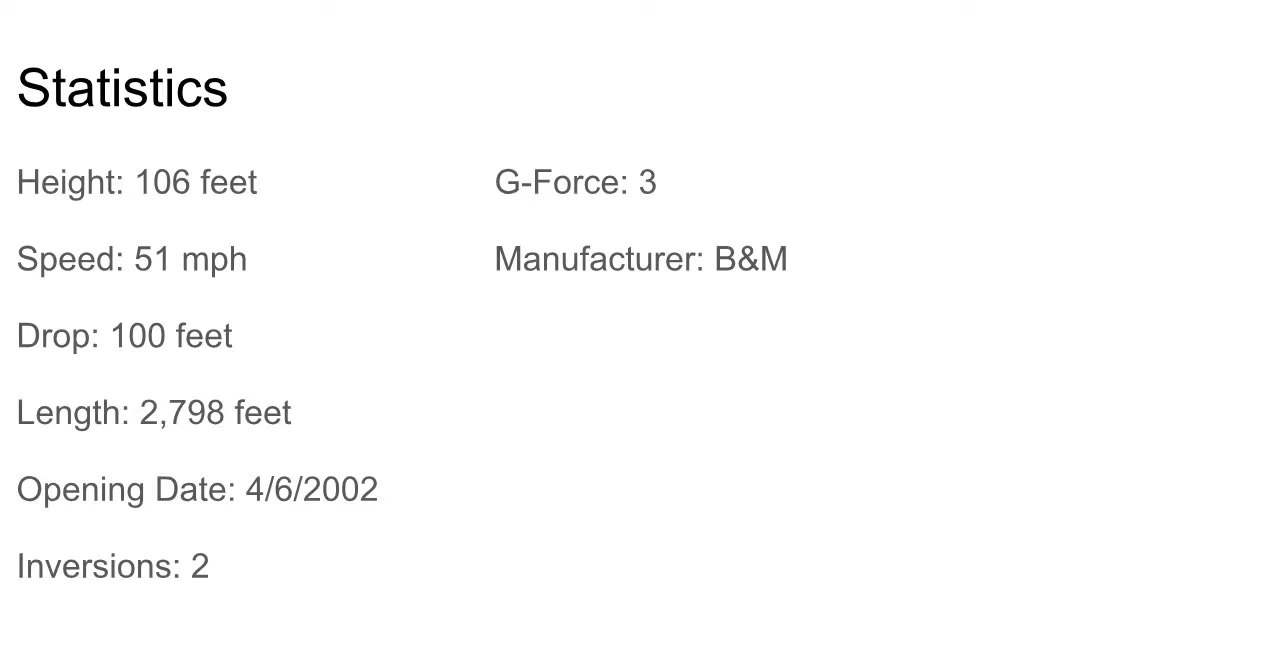 Statistics
Height: 106 feet
Speed: 51 mph
Drop: 100 feet
Length: 2,798 feet
Opening Date: 4/6/2002
Inversions: 2
G-Force: 3
Manufacturer: B&M